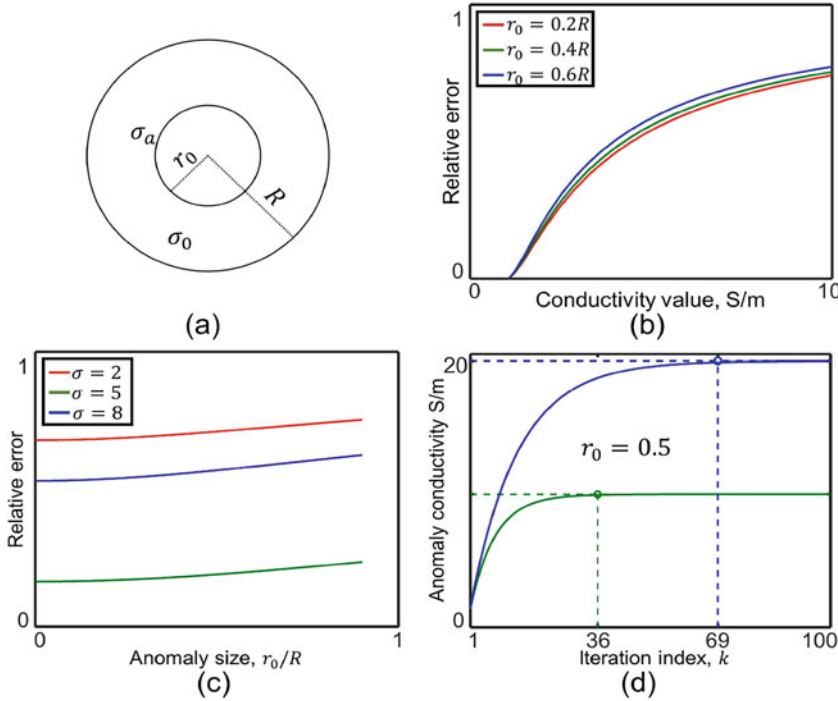 σₐ
r₀
R
σ₀
(a)
1
r₀ = 0.2R
r₀ = 0.4R
r₀ = 0.6R
Relative error
0
0
10
Conductivity value, S/m
(b)
1
σ = 2
σ = 5
σ = 8
Relative error
0
0
1
Anomaly size, r₀/R
(c)
20
r₀ = 0.5
Anomaly conductivity S/m
0
1
36
69
100
Iteration index, k
(d)